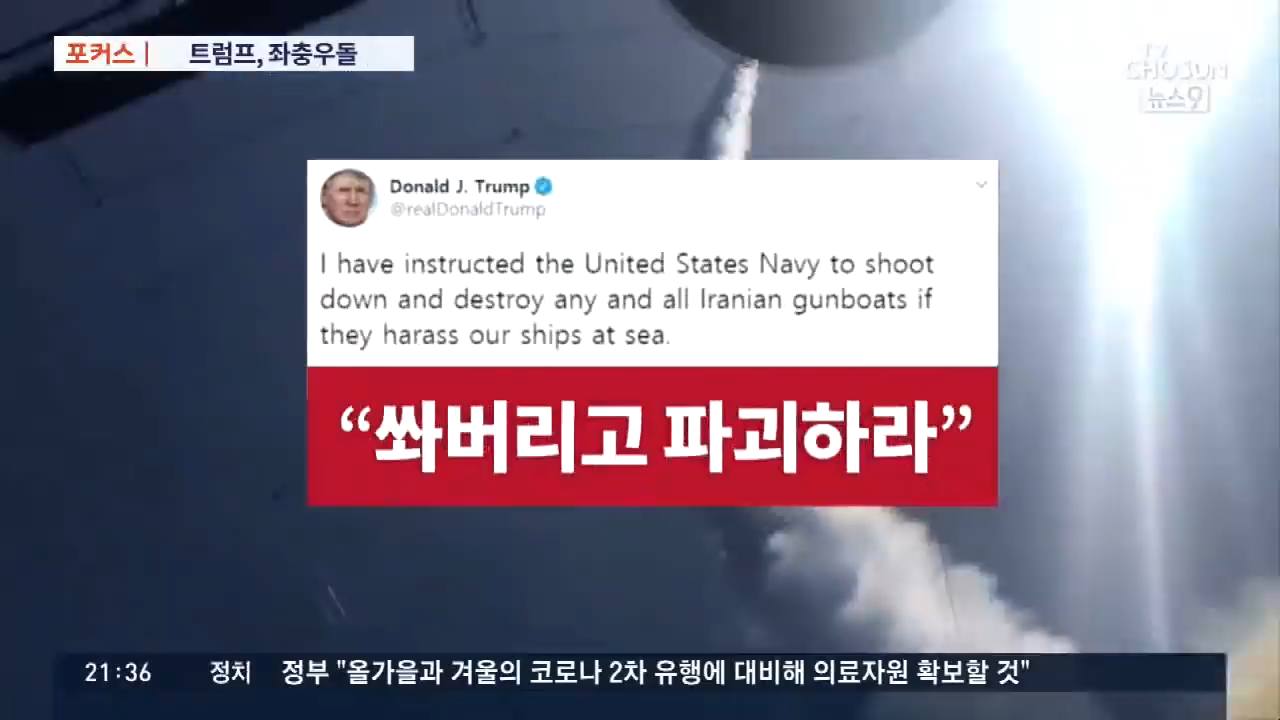 포커스 | 트럼프, 좌충우돌
TV
CHOSUN
뉴스9
Donald J. Trump
@realDonaldTrump
I have instructed the United States Navy to shoot
down and destroy any and all Iranian gunboats if
they harass our ships at sea.
“쏴버리고 파괴하라”
21:36 정치 정부 "올가을과 겨울의 코로나 2차 유행에 대비해 의료자원 확보할 것"